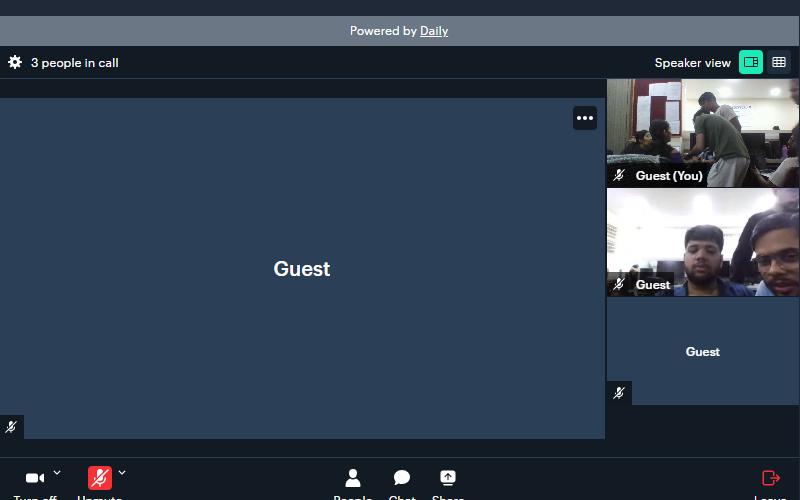 Powered by Daily
3 people in call
Speaker view
Guest
Guest (You)
Guest
Guest
Turn off
Unmute
People
Chat
Share
Leave